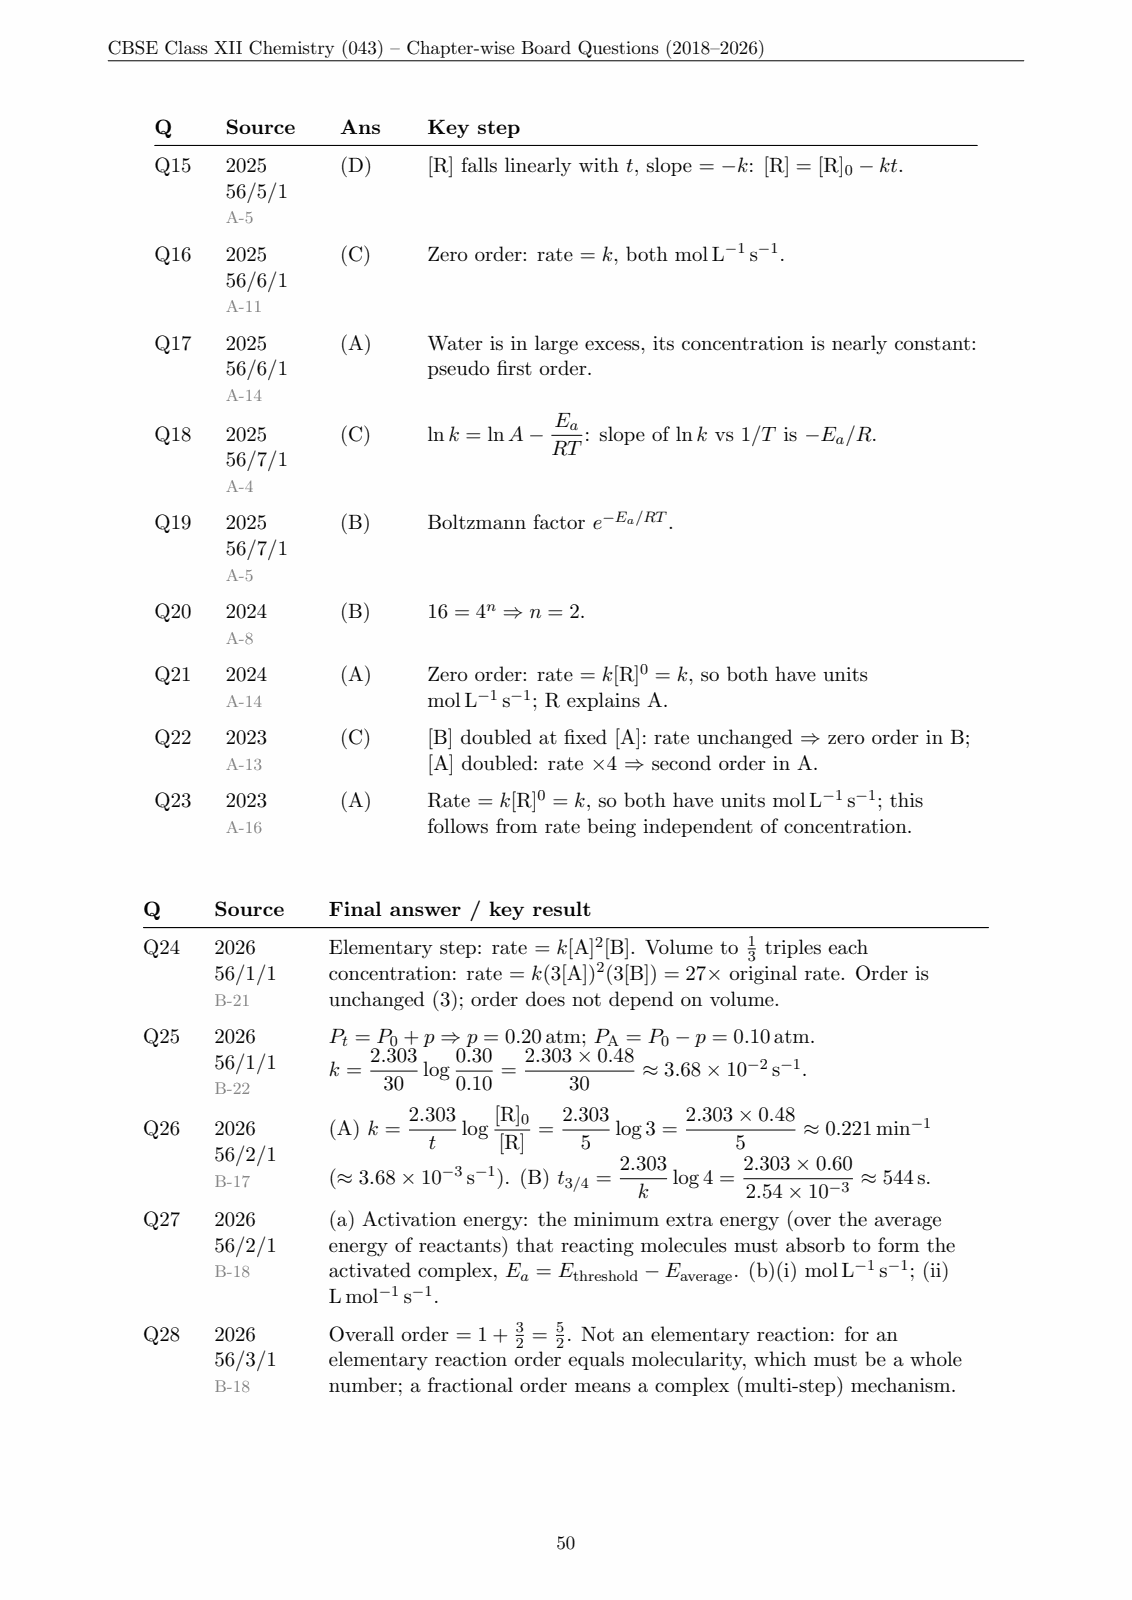 CBSE Class XII Chemistry (043) – Chapter-wise Board Questions (2018–2026)
Q Source Ans Key step
Q15 2025 (D) [R] falls linearly with t, slope = −k: [R] = [R]₀ − kt.
56/5/1
A-5
Q16 2025 (C) Zero order: rate = k, both mol L⁻¹ s⁻¹.
56/6/1
A-11
Q17 2025 (A) Water is in large excess, its concentration is nearly constant:
56/6/1 pseudo first order.
A-14
Q18 2025 (C) ln k = ln A − Eₐ/RT: slope of ln k vs 1/T is −Eₐ/R.
56/7/1
A-4
Q19 2025 (B) Boltzmann factor e^(−Eₐ/RT).
56/7/1
A-5
Q20 2024 (B) 16 = 4ⁿ ⇒ n = 2.
A-8
Q21 2024 (A) Zero order: rate = k[R]⁰ = k, so both have units
A-14 mol L⁻¹ s⁻¹; R explains A.
Q22 2023 (C) [B] doubled at fixed [A]: rate unchanged ⇒ zero order in B;
A-13 [A] doubled: rate ×4 ⇒ second order in A.
Q23 2023 (A) Rate = k[R]⁰ = k, so both have units mol L⁻¹ s⁻¹; this
A-16 follows from rate being independent of concentration.
Q Source Final answer / key result
Q24 2026 Elementary step: rate = k[A]²[B]. Volume to 1/3 triples each
56/1/1 concentration: rate = k(3[A])²(3[B]) = 27× original rate. Order is
B-21 unchanged (3); order does not depend on volume.
Q25 2026 Pₜ = P₀ + p ⇒ p = 0.20 atm; P_A = P₀ − p = 0.10 atm.
56/1/1 k = 2.303/30 log 0.30/0.10 = 2.303 × 0.48/30 ≈ 3.68 × 10⁻² s⁻¹.
B-22
Q26 2026 (A) k = 2.303/t log [R]₀/[R] = 2.303/5 log 3 = 2.303 × 0.48/5 ≈ 0.221 min⁻¹
56/2/1
B-17 (≈ 3.68 × 10⁻³ s⁻¹). (B) t₃/₄ = 2.303/k log 4 = 2.303 × 0.60/2.54 × 10⁻³ ≈ 544 s.
Q27 2026 (a) Activation energy: the minimum extra energy (over the average
56/2/1 energy of reactants) that reacting molecules must absorb to form the
B-18 activated complex, Eₐ = E_threshold − E_average. (b)(i) mol L⁻¹ s⁻¹; (ii)
L mol⁻¹ s⁻¹.
Q28 2026 Overall order = 1 + 3/2 = 5/2. Not an elementary reaction: for an
56/3/1 elementary reaction order equals molecularity, which must be a whole
B-18 number; a fractional order means a complex (multi-step) mechanism.
50